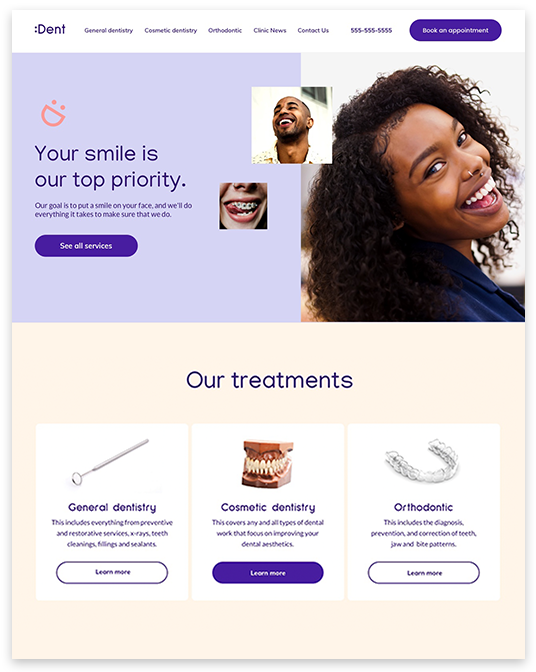 :Dent
General dentistry
Cosmetic dentistry
Orthodontic
Clinic News
Contact Us
555-555-5555
Book an appointment
Your smile is
our top priority.
Our goal is to put a smile on your face, and we'll do
everything it takes to make sure that we do.
See all services
Our treatments
General dentistry
This includes everything from preventive
and restorative services, x-rays, teeth
cleanings, fillings and sealants.
Learn more
Cosmetic dentistry
This covers any and all types of dental
work that focus on improving your
dental aesthetics.
Learn more
Orthodontic
This includes the diagnosis,
prevention, and correction of teeth,
jaw and bite patterns.
Learn more